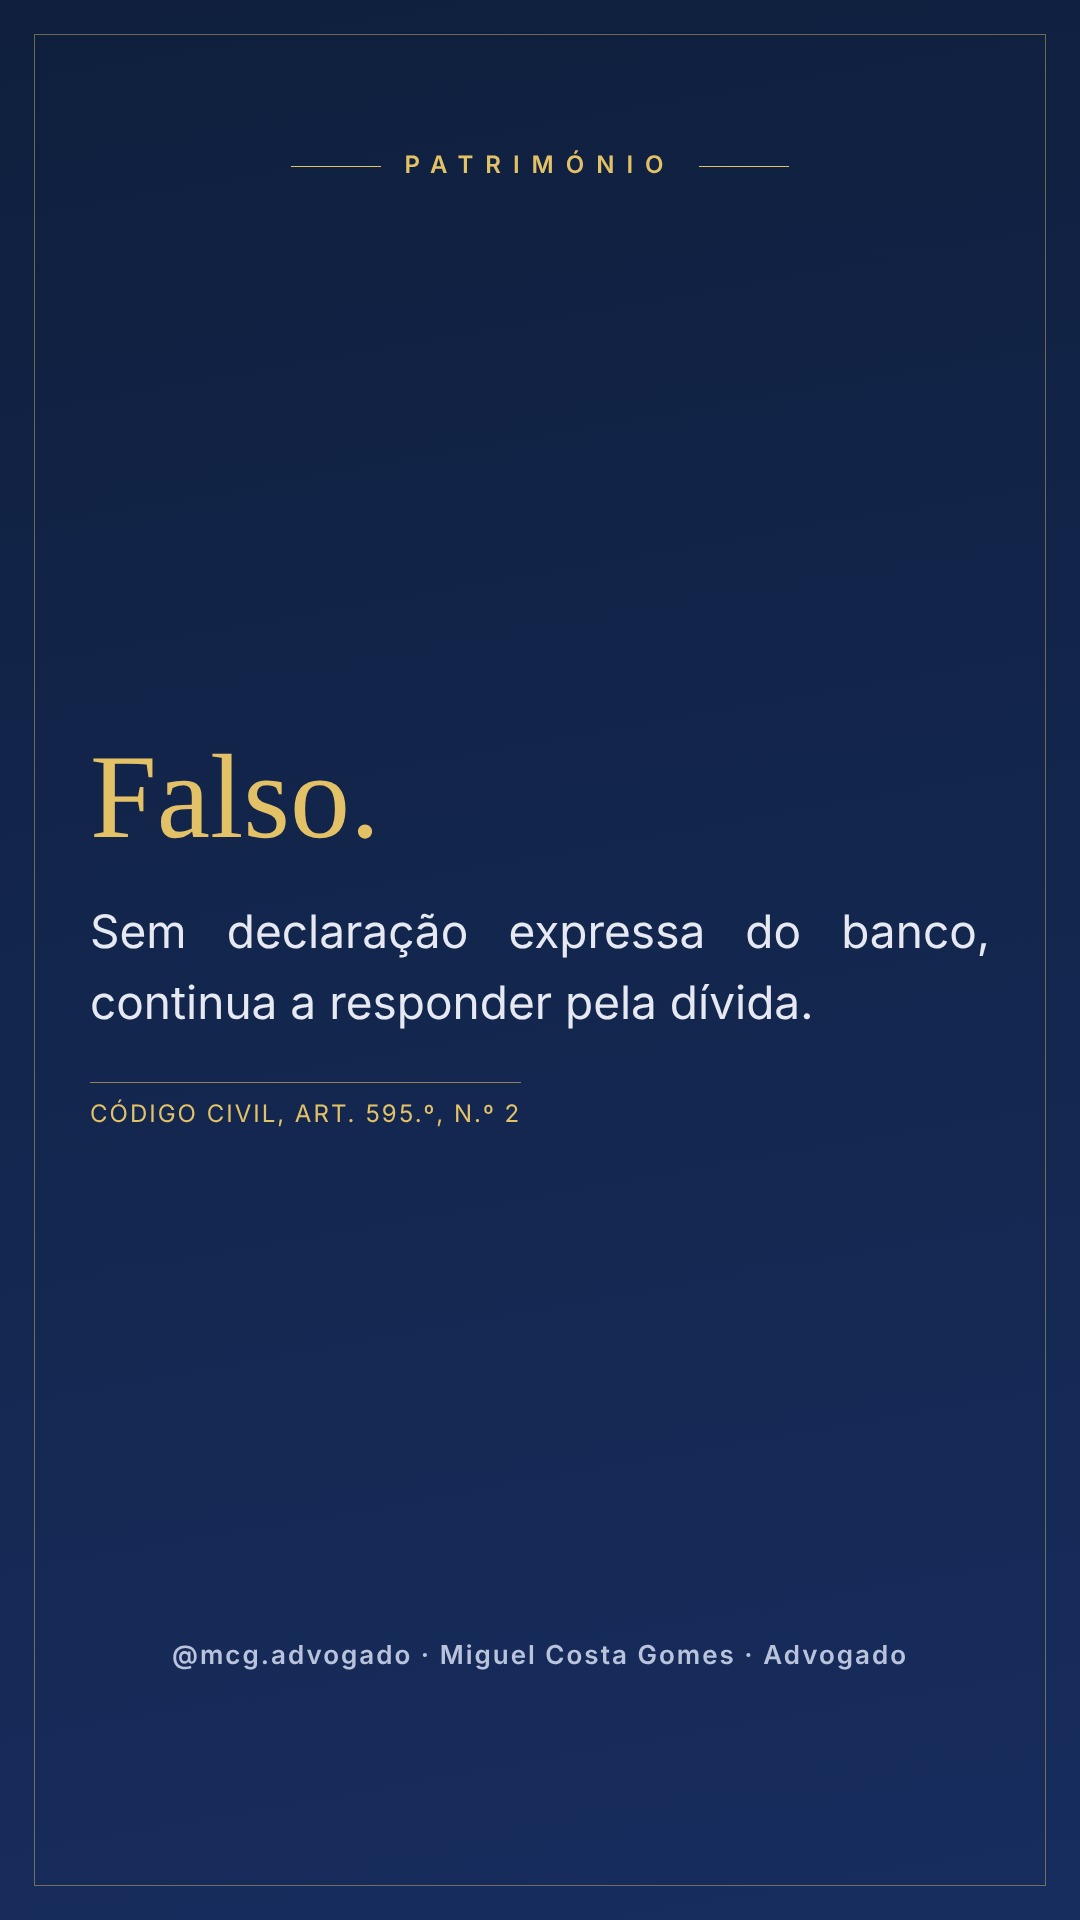 PATRIMÓNIO
Falso.
Sem declaração expressa do banco,
continua a responder pela dívida.
CÓDIGO CIVIL, ART. 595.º, N.º 2
@mcg.advogado · Miguel Costa Gomes · Advogado